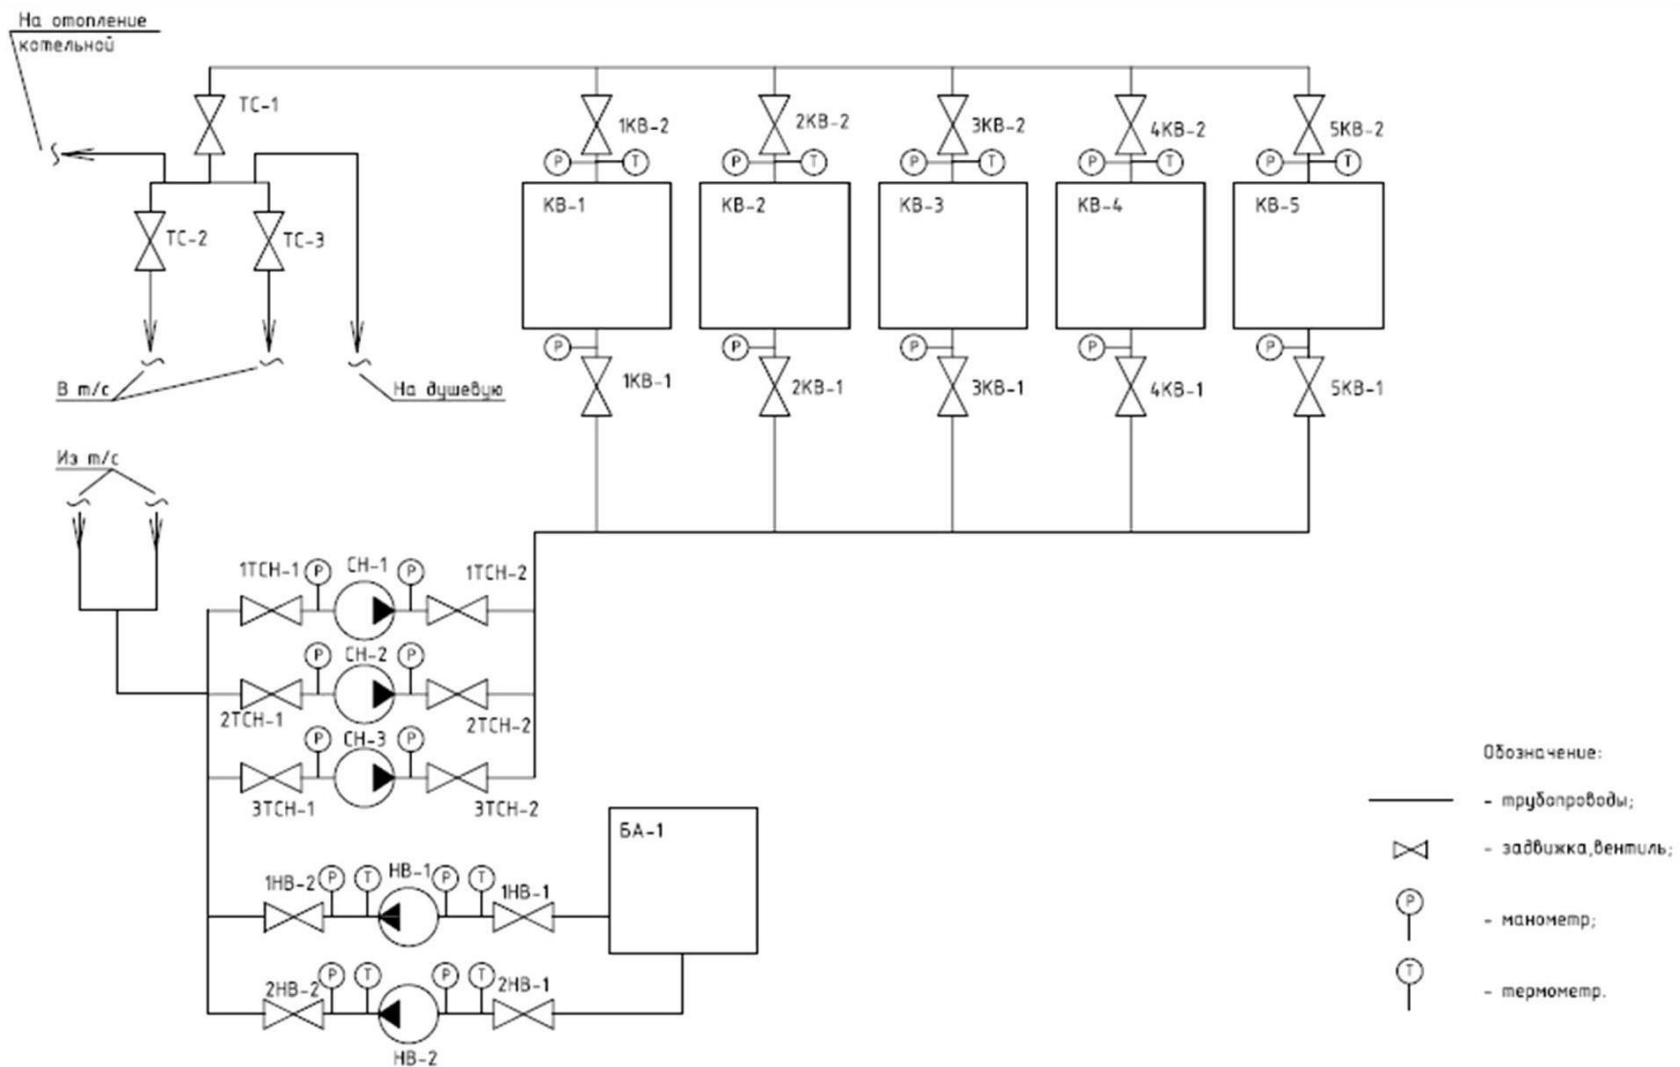 На отопление
котельной
ТС-1
1КВ-2
2КВ-2
3КВ-2
4КВ-2
5КВ-2
P
T
P
T
P
T
P
T
P
T
КВ-1
КВ-2
КВ-3
КВ-4
КВ-5
ТС-2
ТС-3
P
P
P
P
P
В т/с
На душевую
1КВ-1
2КВ-1
3КВ-1
4КВ-1
5КВ-1
Из т/с
1ТСН-1
P
СН-1
P
1ТСН-2
P
СН-2
P
2ТСН-1
2ТСН-2
P
СН-3
P
3ТСН-1
3ТСН-2
БА-1
1НВ-2
P
T
НВ-1
P
T
1НВ-1
2НВ-2
P
T
P
T
2НВ-1
НВ-2
Обозначение:
- трубопроводы;
- задвижка,вентиль;
P
- манометр;
T
- термометр.